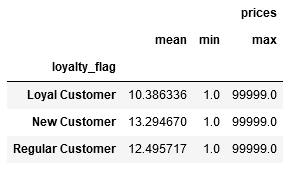 prices
mean min max
loyalty_flag
Loyal Customer 10.386336 1.0 99999.0
New Customer 13.294670 1.0 99999.0
Regular Customer 12.495717 1.0 99999.0